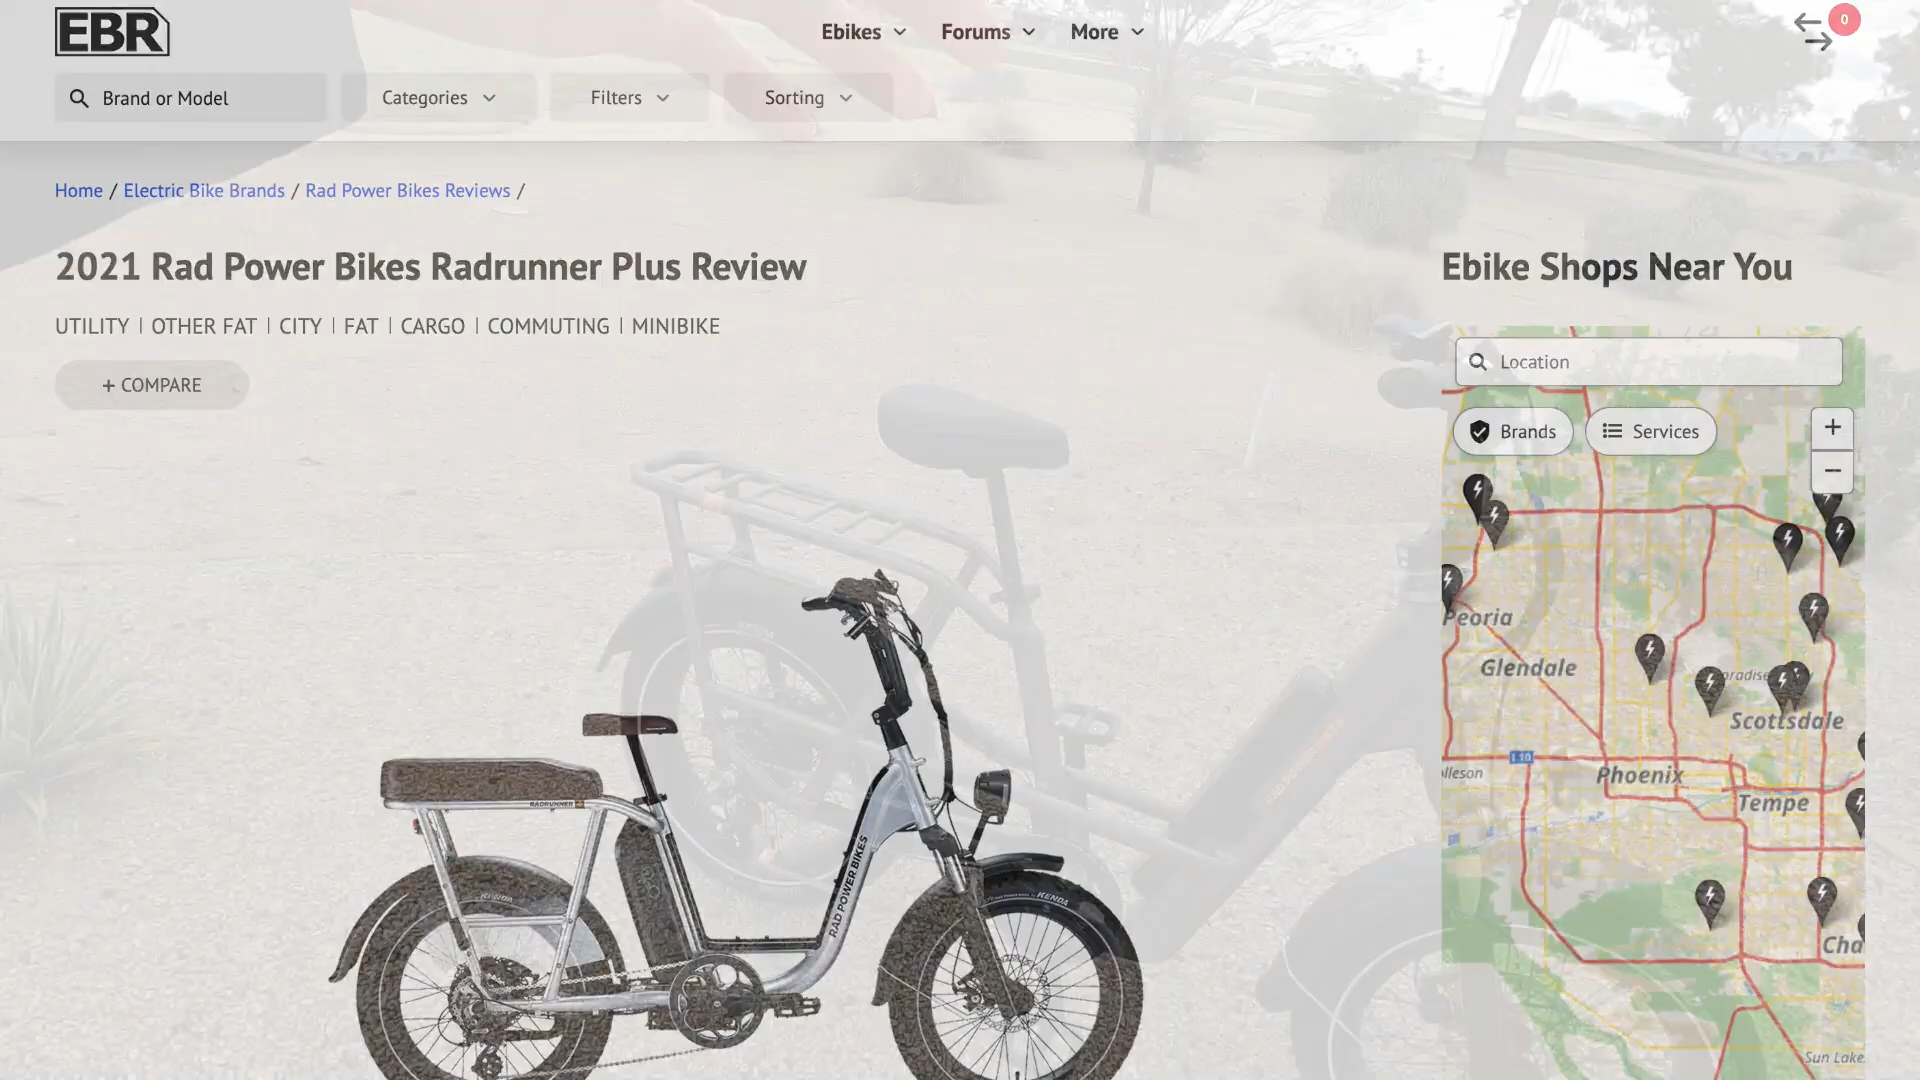 EBR
Ebikes
Forums
More
0
Brand or Model
Categories
Filters
Sorting
Home / Electric Bike Brands / Rad Power Bikes Reviews /
2021 Rad Power Bikes Radrunner Plus Review
UTILITY | OTHER FAT | CITY | FAT | CARGO | COMMUTING | MINIBIKE
+ COMPARE
Ebike Shops Near You
Location
Brands
Services
+
−
Peoria
Glendale
Scottsdale
Phoenix
Tempe
Cha
Sun Lake
RADRUNNER
RAD POWER BIKES
KENDA
KENDA